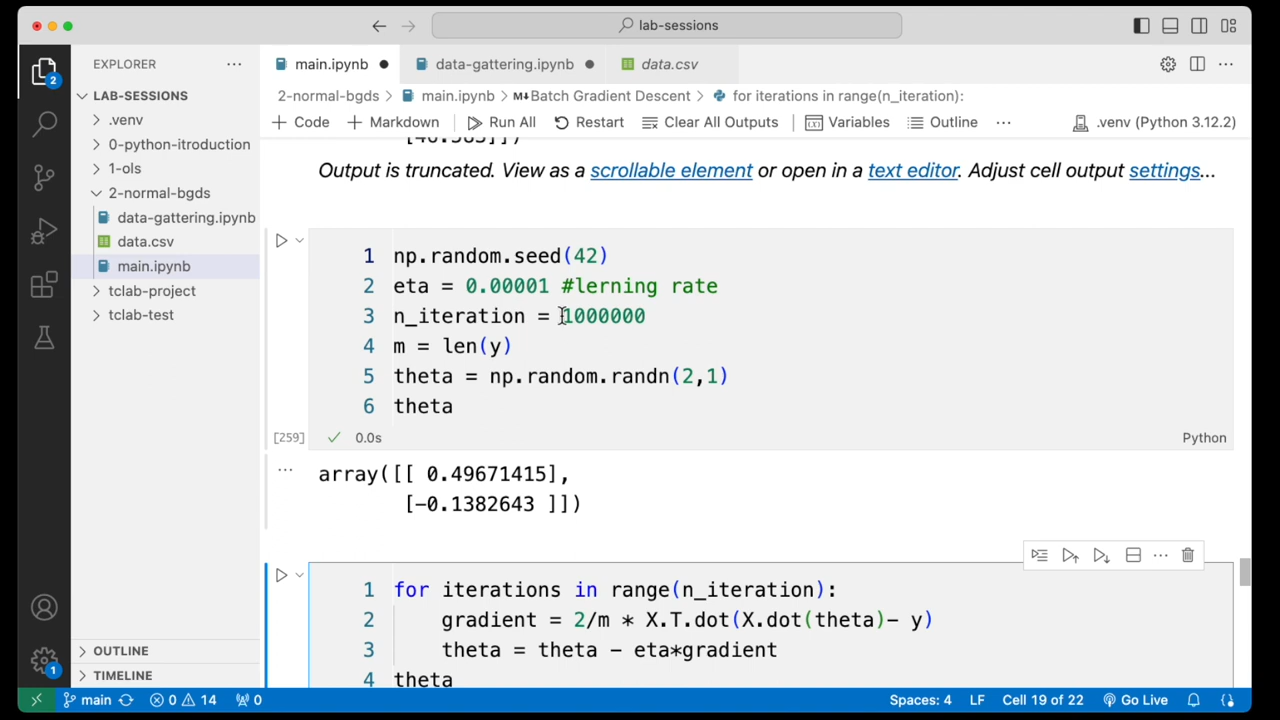 lab-sessions
EXPLORER
LAB-SESSIONS
.venv
0-python-itroduction
1-ols
2-normal-bgds
data-gattering.ipynb
data.csv
main.ipynb
tclab-project
tclab-test
OUTLINE
TIMELINE
2
1
main.ipynb
data-gattering.ipynb
data.csv
2-normal-bgds > main.ipynb > M↓Batch Gradient Descent > for iterations in range(n_iteration):
+ Code + Markdown Run All Restart Clear All Outputs Variables Outline ... .venv (Python 3.12.2)
Output is truncated. View as a scrollable element or open in a text editor. Adjust cell output settings...
1 np.random.seed(42)
2 eta = 0.00001 #lerning rate
3 n_iteration = 1000000
4 m = len(y)
5 theta = np.random.randn(2,1)
6 theta
[259] ✓ 0.0s Python
array([[ 0.49671415],
[-0.1382643 ]])
1 for iterations in range(n_iteration):
2 gradient = 2/m * X.T.dot(X.dot(theta)- y)
3 theta = theta - eta*gradient
4 theta
main 0 14 0 Spaces: 4 LF Cell 19 of 22 Go Live